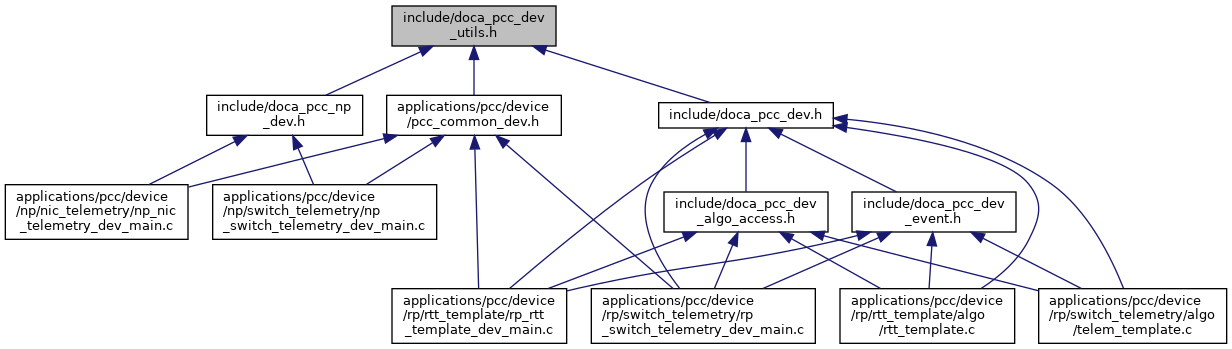 include/doca_pcc_dev
_utils.h
include/doca_pcc_np
_dev.h
applications/pcc/device
/pcc_common_dev.h
include/doca_pcc_dev.h
applications/pcc/device
/np/nic_telemetry/np_nic
_telemetry_dev_main.c
applications/pcc/device
/np/switch_telemetry/np
_switch_telemetry_dev_main.c
include/doca_pcc_dev
_algo_access.h
include/doca_pcc_dev
_event.h
applications/pcc/device
/rp/rtt_template/rp_rtt
_template_dev_main.c
applications/pcc/device
/rp/switch_telemetry/rp
_switch_telemetry_dev_main.c
applications/pcc/device
/rp/rtt_template/algo
/rtt_template.c
applications/pcc/device
/rp/switch_telemetry/algo
/telem_template.c